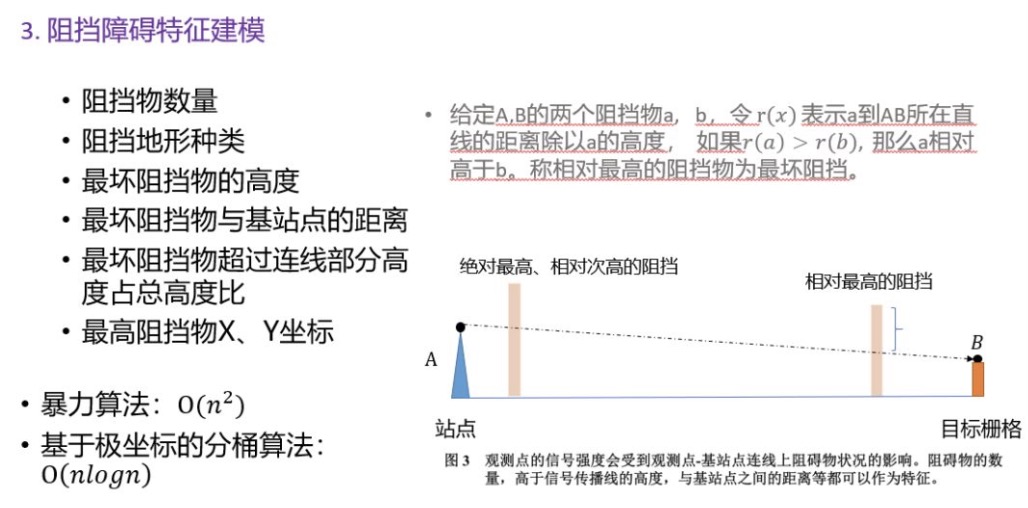 3. 阻挡障碍特征建模
• 阻挡物数量
• 阻挡地形种类
• 最坏阻挡物的高度
• 最坏阻挡物与基站点的距离
• 最坏阻挡物超过连线部分高
度占总高度比
• 最高阻挡物X、Y坐标
• 暴力算法：O(n²)
• 基于极坐标的分桶算法：
O(nlogn)
• 给定A,B的两个阻挡物a, b, 令r(x)表示a到AB所在直
线的距离除以a的高度， 如果r(a) > r(b), 那么a相对
高于b。称相对最高的阻挡物为最坏阻挡。
绝对最高、相对次高的阻挡
相对最高的阻挡
A
B
站点
目标栅格
图 3 观测点的信号强度会受到观测点-基站点连线上阻碍物状况的影响。阻碍物的数
量，高于信号传播线的高度，与基站点之间的距离等都可以作为特征。